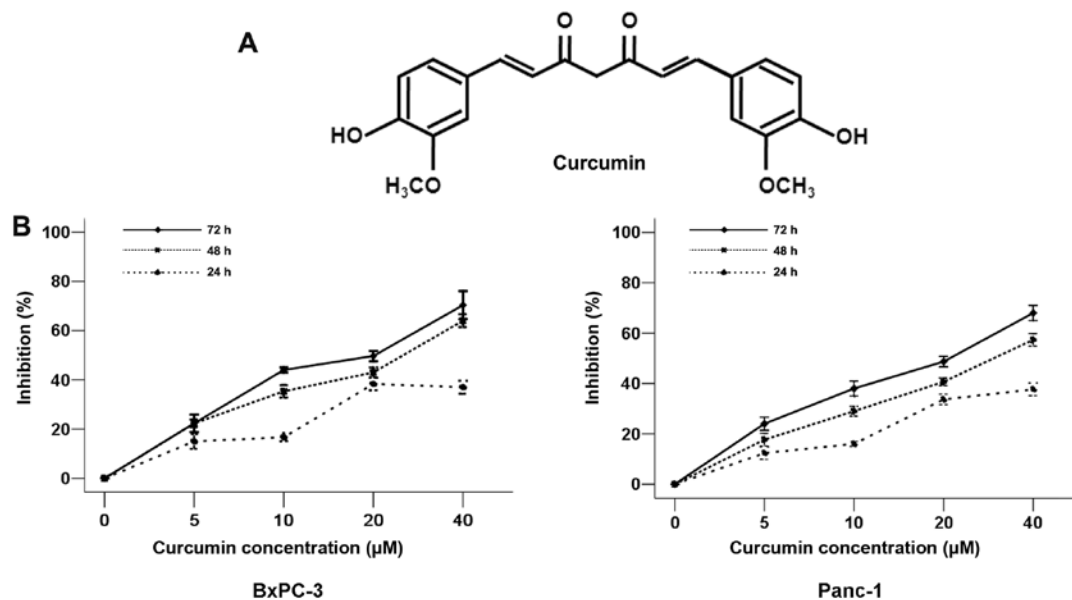 A
O
O
HO
OH
H3CO
Curcumin
OCH3
B
100
80
60
40
20
0
Inhibition (%)
72 h
48 h
24 h
0 5 10 20 40
Curcumin concentration (µM)
BxPC-3
100
80
60
40
20
0
Inhibition (%)
72 h
48 h
24 h
0 5 10 20 40
Curcumin concentration (µM)
Panc-1